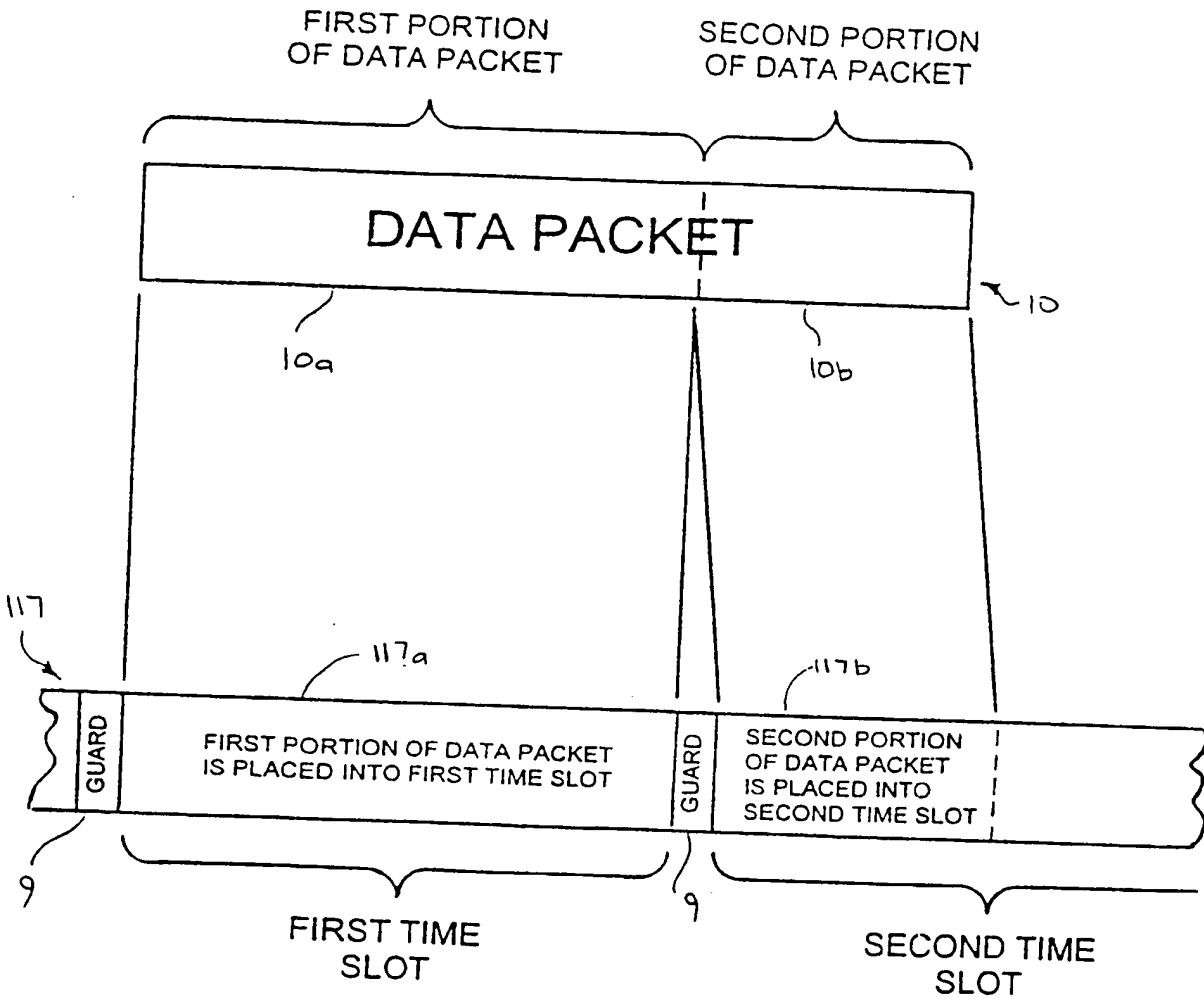 FIRST PORTION
OF DATA PACKET
SECOND PORTION
OF DATA PACKET
DATA PACKET
10
10a
10b
117
117a
117b
GUARD
FIRST PORTION OF DATA PACKET
IS PLACED INTO FIRST TIME SLOT
GUARD
SECOND PORTION
OF DATA PACKET
IS PLACED INTO
SECOND TIME SLOT
9
9
FIRST TIME
SLOT
SECOND TIME
SLOT